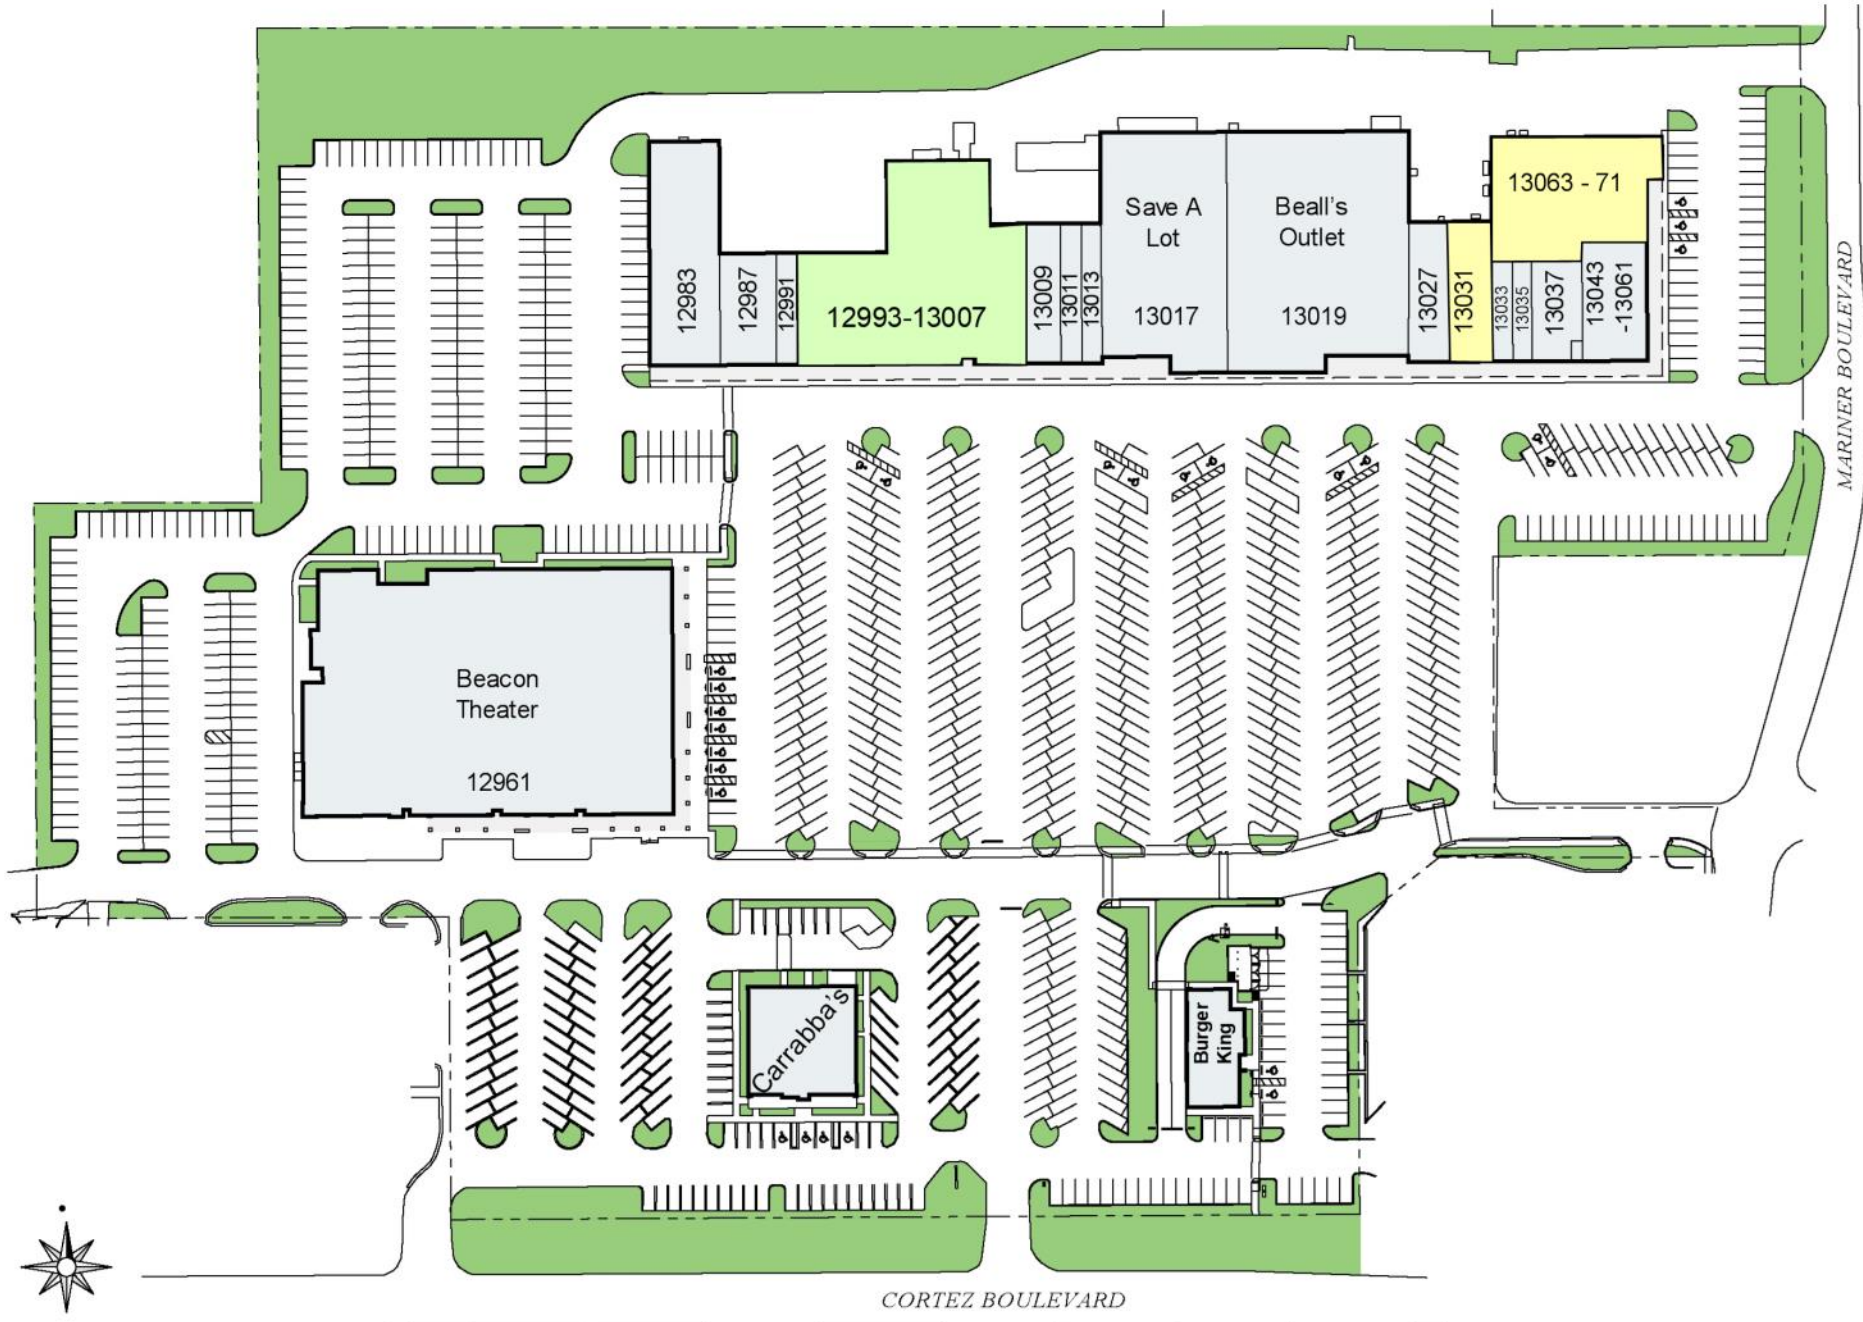 13063 - 71
Save A
Lot
Beall's
Outlet
12983
12987
12991
12993-13007
13009
13011
13013
13017
13019
13027
13031
13033
13035
13037
13043
-13061
MARINER BOULEVARD
Beacon
Theater
12961
Carrabba's
Burger
King
CORTEZ BOULEVARD